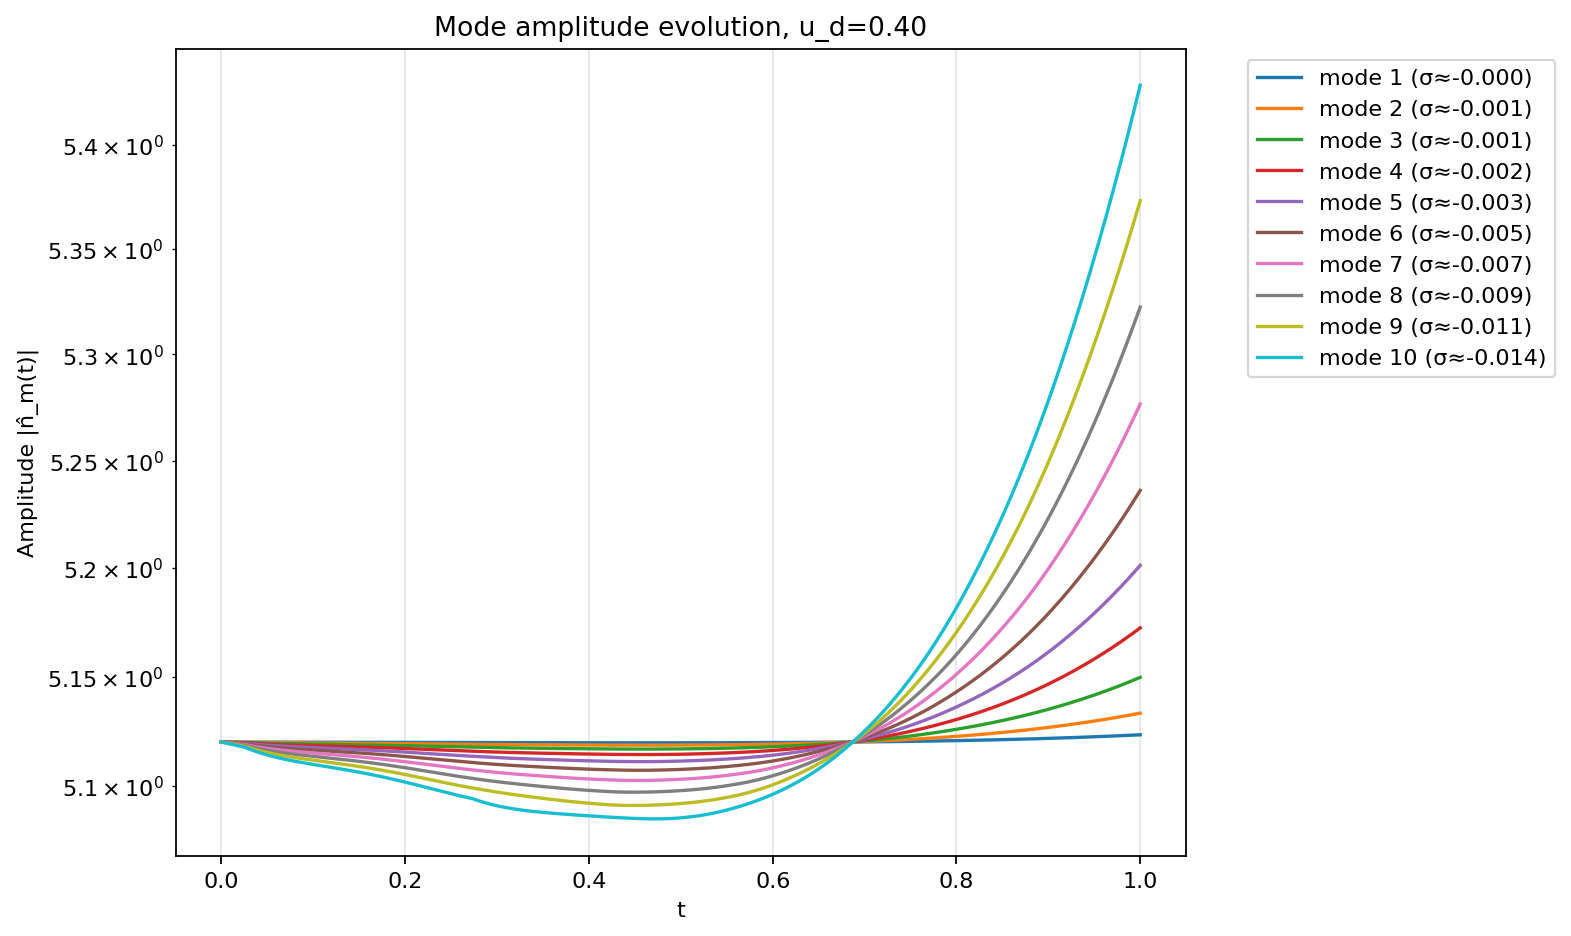 Mode amplitude evolution, u_d=0.40
5.4 × 10⁰
5.35 × 10⁰
5.3 × 10⁰
5.25 × 10⁰
5.2 × 10⁰
5.15 × 10⁰
5.1 × 10⁰
Amplitude |n̂_m(t)|
0.0 0.2 0.4 0.6 0.8 1.0
t
mode 1 (σ≈-0.000)
mode 2 (σ≈-0.001)
mode 3 (σ≈-0.001)
mode 4 (σ≈-0.002)
mode 5 (σ≈-0.003)
mode 6 (σ≈-0.005)
mode 7 (σ≈-0.007)
mode 8 (σ≈-0.009)
mode 9 (σ≈-0.011)
mode 10 (σ≈-0.014)